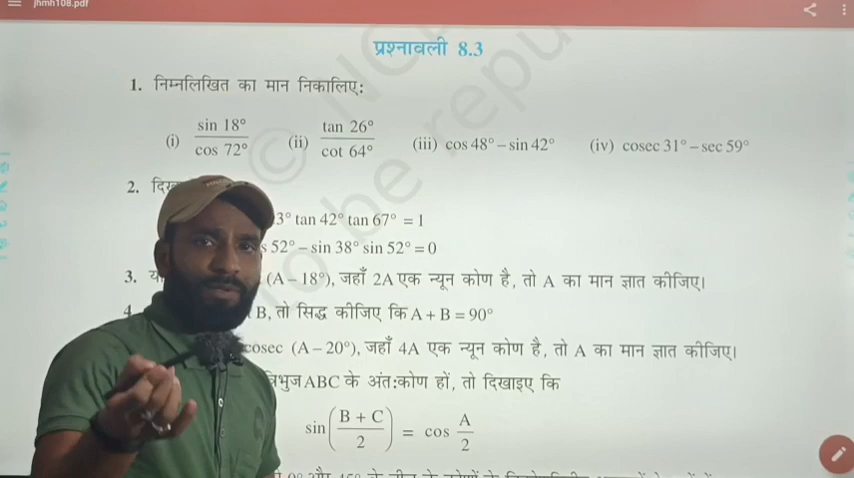 jhmh108.pdf
प्रश्नावली 8.3
1. निम्नलिखित का मान निकालिए:
(i) sin 18° / cos 72° (ii) tan 26° / cot 64° (iii) cos 48° – sin 42° (iv) cosec 31° – sec 59°
2.
3° tan 42° tan 67° = 1
s 52° – sin 38° sin 52° = 0
3. (A – 18°), जहाँ 2A एक न्यून कोण है, तो A का मान ज्ञात कीजिए।
4 B, तो सिद्ध कीजिए कि A + B = 90°
cosec (A – 20°), जहाँ 4A एक न्यून कोण है, तो A का मान ज्ञात कीजिए।
त्रिभुज ABC के अंत:कोण हों, तो दिखाइए कि
sin((B + C) / 2) = cos A / 2